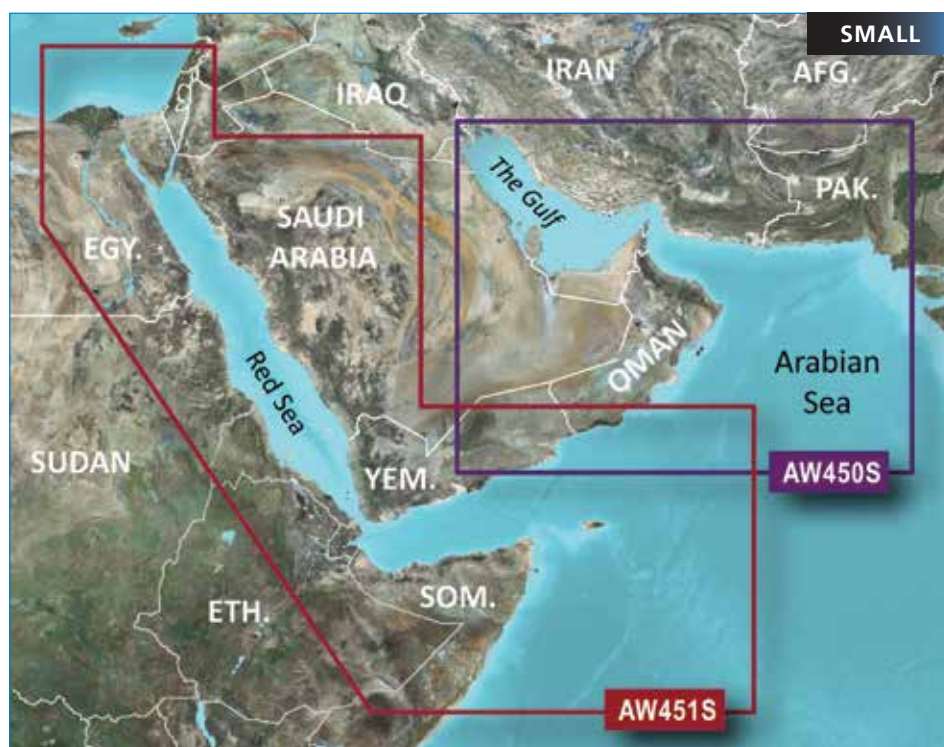 SMALL
IRAN
AFG.
IRAQ
The Gulf
PAK.
SAUDI
ARABIA
EGY.
OMAN
Red Sea
Arabian
Sea
SUDAN
YEM.
AW450S
ETH.
SOM.
AW451S